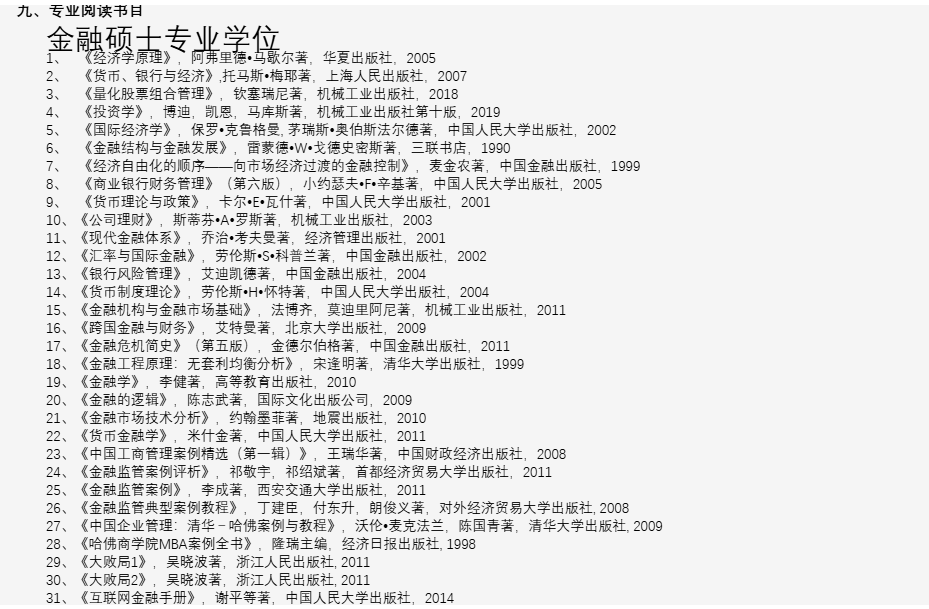 九、专业阅读书目
金融硕士专业学位
1、 《经济学原理》，阿弗里德•马歇尔著，华夏出版社，2005
2、 《货币、银行与经济》,托马斯•梅耶著，上海人民出版社，2007
3、 《量化股票组合管理》，钦塞瑞尼著，机械工业出版社，2018
4、 《投资学》，博迪，凯恩，马库斯著，机械工业出版社第十版，2019
5、 《国际经济学》，保罗•克鲁格曼, 茅瑞斯•奥伯斯法尔德著，中国人民大学出版社，2002
6、 《金融结构与金融发展》，雷蒙德•W•戈德史密斯著，三联书店，1990
7、 《经济自由化的顺序——向市场经济过渡的金融控制》，麦金农著，中国金融出版社，1999
8、 《商业银行财务管理》（第六版），小约瑟夫•F•辛基著，中国人民大学出版社，2005
9、 《货币理论与政策》，卡尔•E•瓦什著，中国人民大学出版社，2001
10、《公司理财》，斯蒂芬•A•罗斯著，机械工业出版社，2003
11、《现代金融体系》，乔治•考夫曼著，经济管理出版社，2001
12、《汇率与国际金融》，劳伦斯•S•科普兰著，中国金融出版社，2002
13、《银行风险管理》，艾迪凯德著，中国金融出版社，2004
14、《货币制度理论》，劳伦斯•H•怀特著，中国人民大学出版社，2004
15、《金融机构与金融市场基础》，法博齐，莫迪里阿尼著，机械工业出版社，2011
16、《跨国金融与财务》，艾特曼著，北京大学出版社，2009
17、《金融危机简史》（第五版），金德尔伯格著，中国金融出版社，2011
18、《金融工程原理：无套利均衡分析》，宋逢明著，清华大学出版社，1999
19、《金融学》，李健著，高等教育出版社，2010
20、《金融的逻辑》，陈志武著，国际文化出版公司，2009
21、《金融市场技术分析》，约翰墨菲著，地震出版社，2010
22、《货币金融学》，米什金著，中国人民大学出版社，2011
23、《中国工商管理案例精选（第一辑）》，王瑞华著，中国财政经济出版社，2008
24、《金融监管案例评析》，祁敬宇，祁绍斌著，首都经济贸易大学出版社，2011
25、《金融监管案例》，李成著，西安交通大学出版社，2011
26、《金融监管典型案例教程》，丁建臣，付东升，朗俊义著，对外经济贸易大学出版社, 2008
27、《中国企业管理：清华－哈佛案例与教程》，沃伦•麦克法兰，陈国青著，清华大学出版社, 2009
28、《哈佛商学院MBA案例全书》，隆瑞主编，经济日报出版社, 1998
29、《大败局1》，吴晓波著，浙江人民出版社, 2011
30、《大败局2》，吴晓波著，浙江人民出版社, 2011
31、《互联网金融手册》，谢平等著，中国人民大学出版社，2014